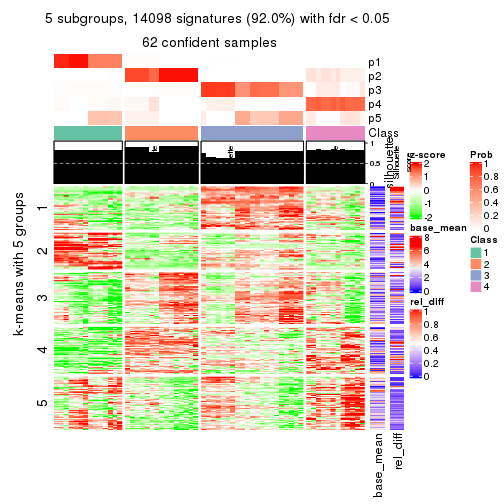 5 subgroups, 14098 signatures (92.0%) with fdr < 0.05
62 confident samples
p1
p2
p3
p4
p5
Class
1
0.5
0
silhouette
Silhouette
score
k-means with 5 groups
1
2
3
4
5
base_mean
rel_diff
z-score
2
1
0
-1
-2
base_mean
8
6
4
2
0
rel_diff
1
0.8
0.6
0.4
0.2
0
Prob
1
0.8
0.6
0.4
0.2
0
Class
1
2
3
4